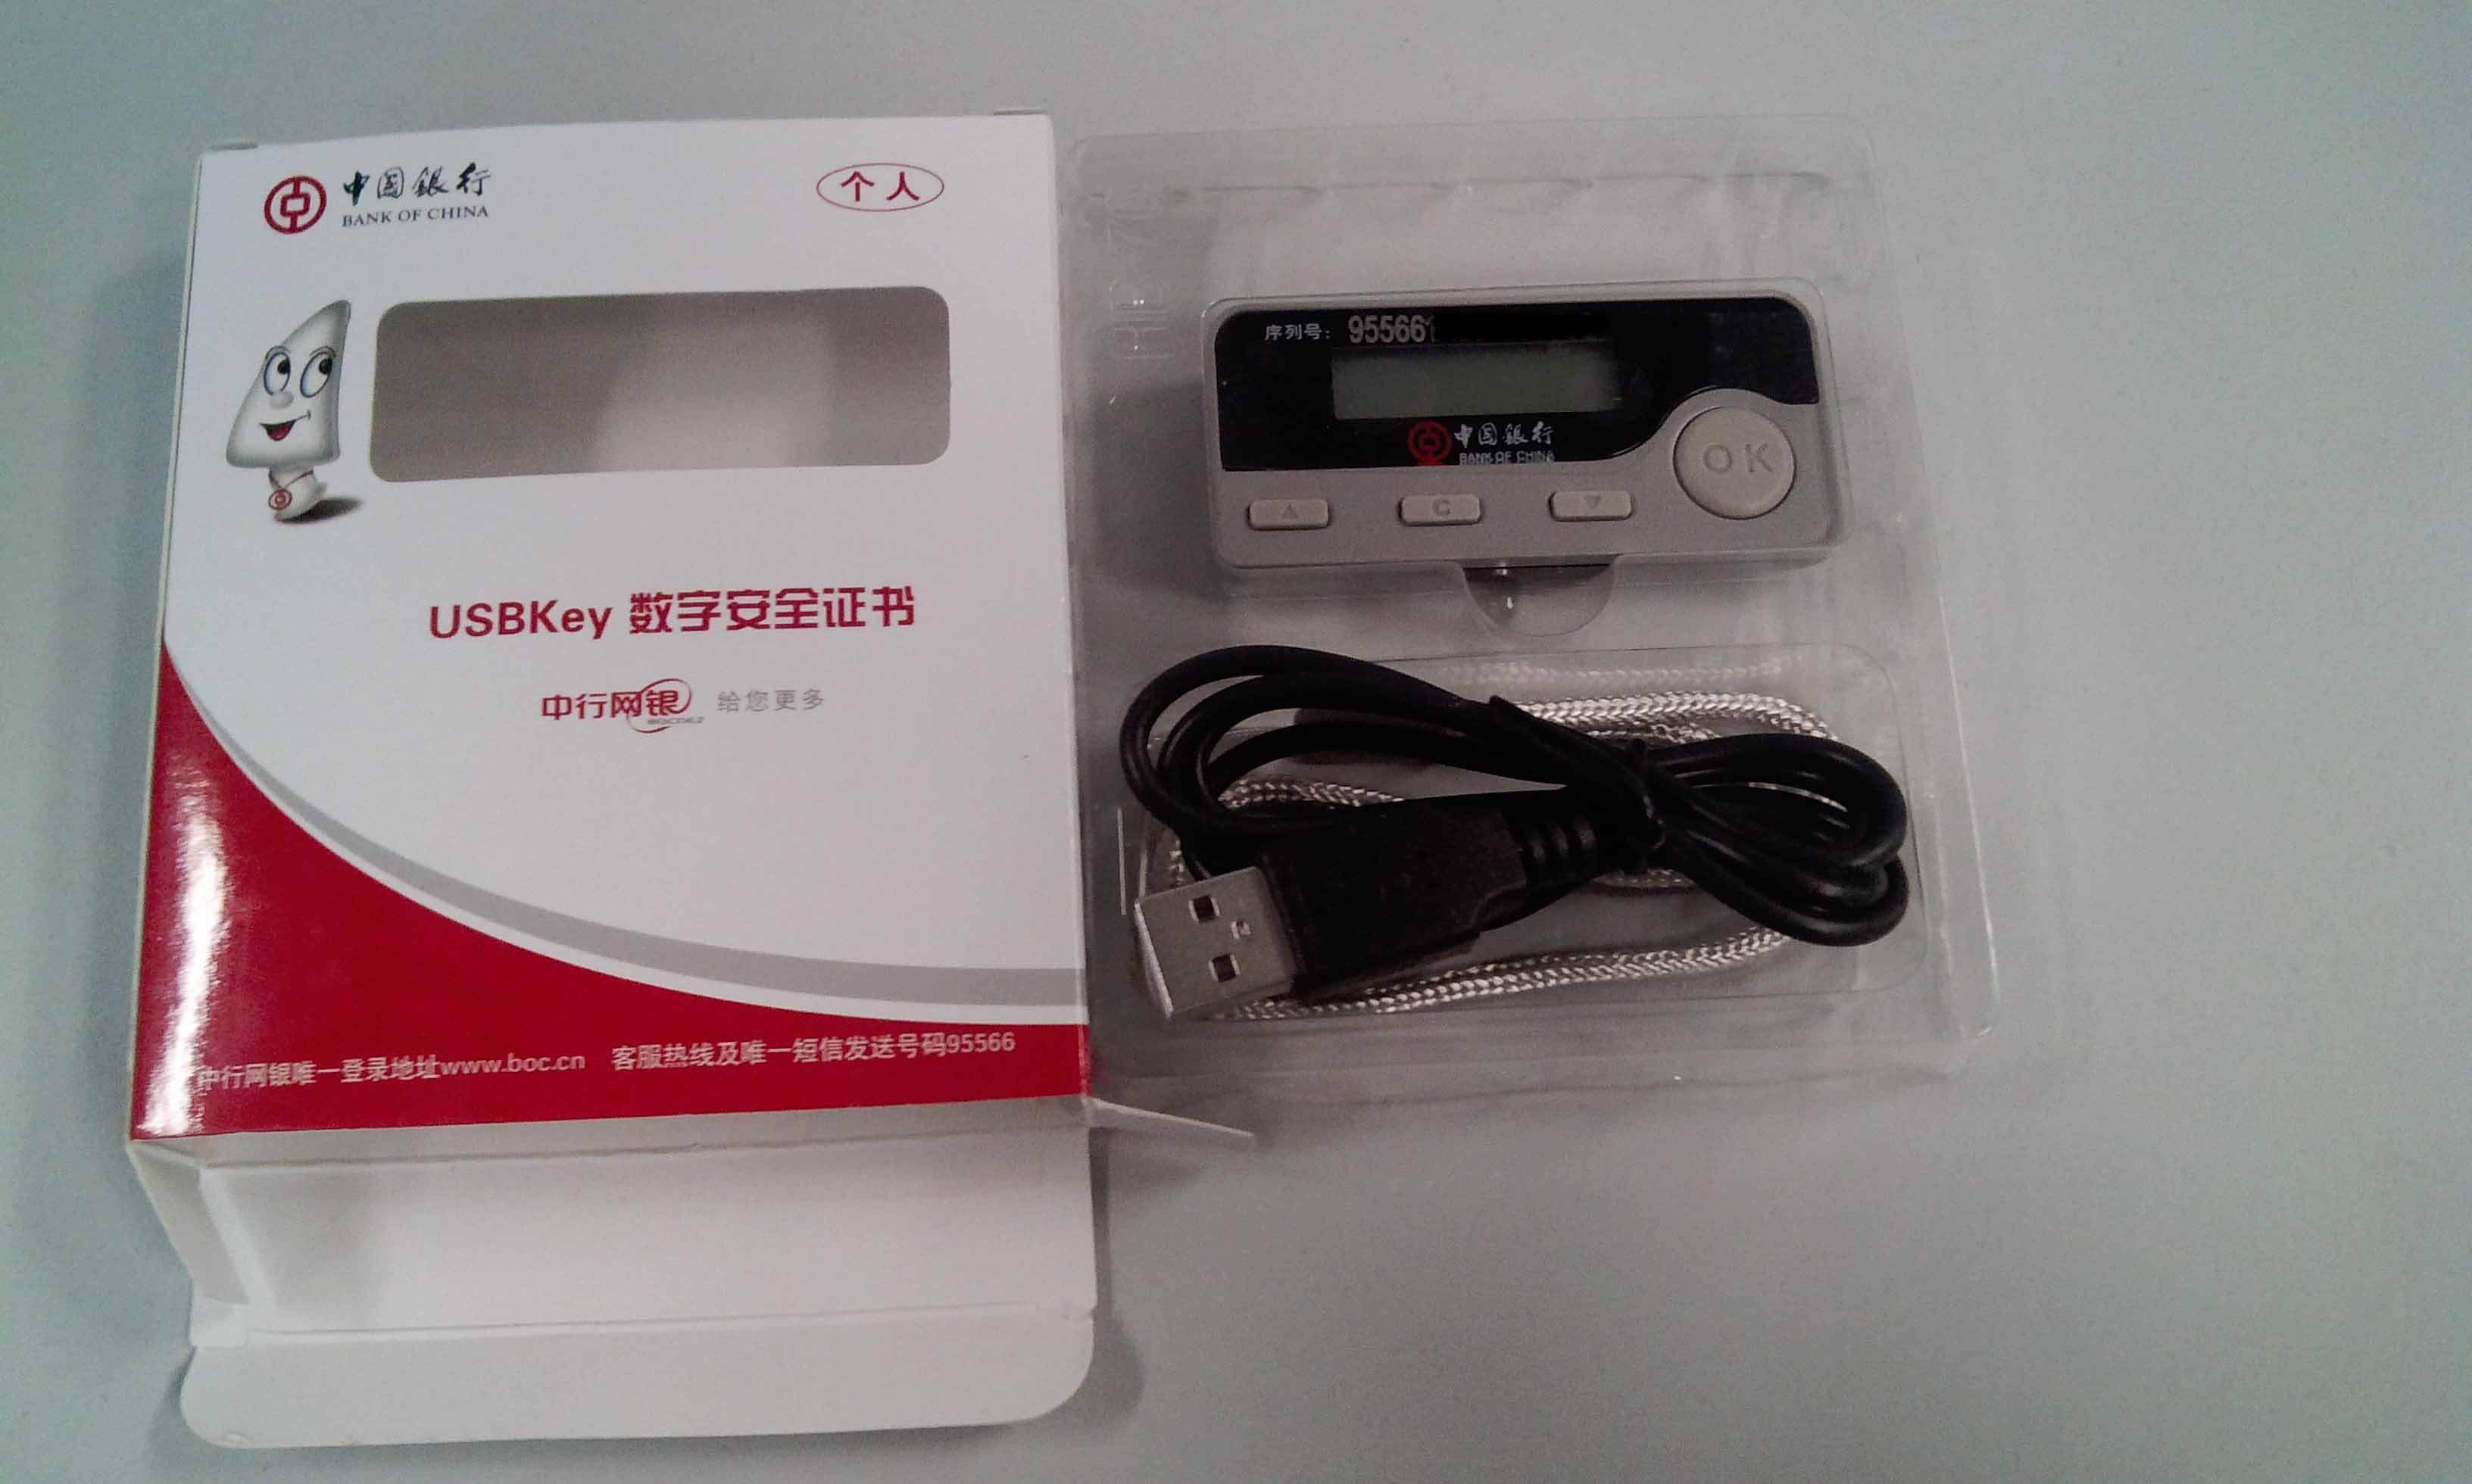 中国銀行
BANK OF CHINA
个人
USBKey 数字安全证书
中行网银 给您更多
中行网银唯一登录地址www.boc.cn 客服热线及唯一短信发送号码95566
序列号: 95566
中国銀行
BANK OF CHINA
OK
C